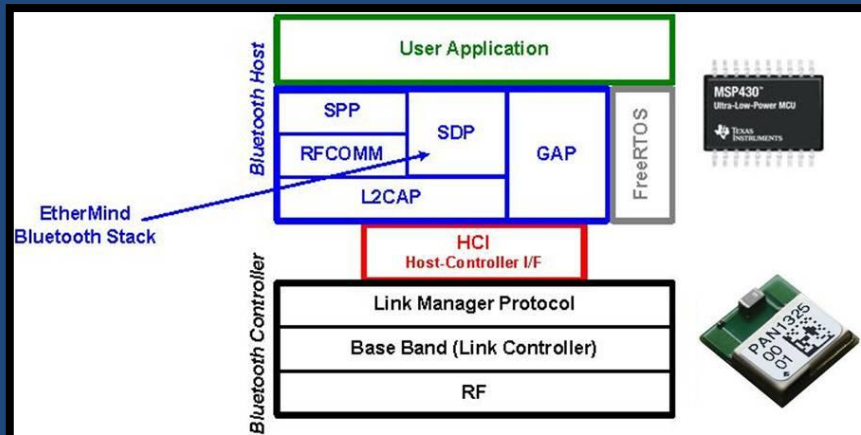 Bluetooth Host
User Application
SPP
SDP
GAP
FreeRTOS
RFCOMM
L2CAP
EtherMind
Bluetooth Stack
HCI
Host-Controller I/F
Bluetooth Controller
Link Manager Protocol
Base Band (Link Controller)
RF
MSP430™
Ultra-Low-Power MCU
TEXAS
INSTRUMENTS
PAN1325
00
01